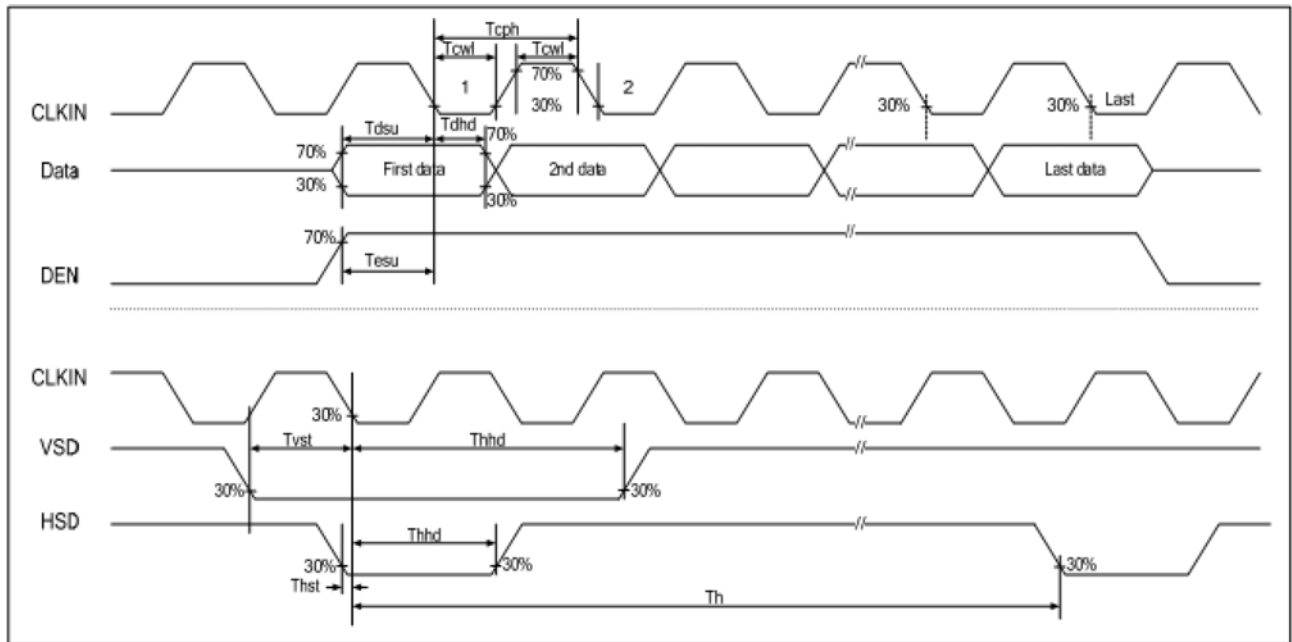 Tcph
Tcwl Tcwl
1 70% 2
30% 30% 30% Last
CLKIN
Tdsu Tdhd 70%
70%
Data First data 2nd data Last data
30% 30%
70%
DEN Tesu
CLKIN
30%
VSD Tvst Thhd
30% 30%
HSD
Thhd
30% 30% 30%
Thst
Th